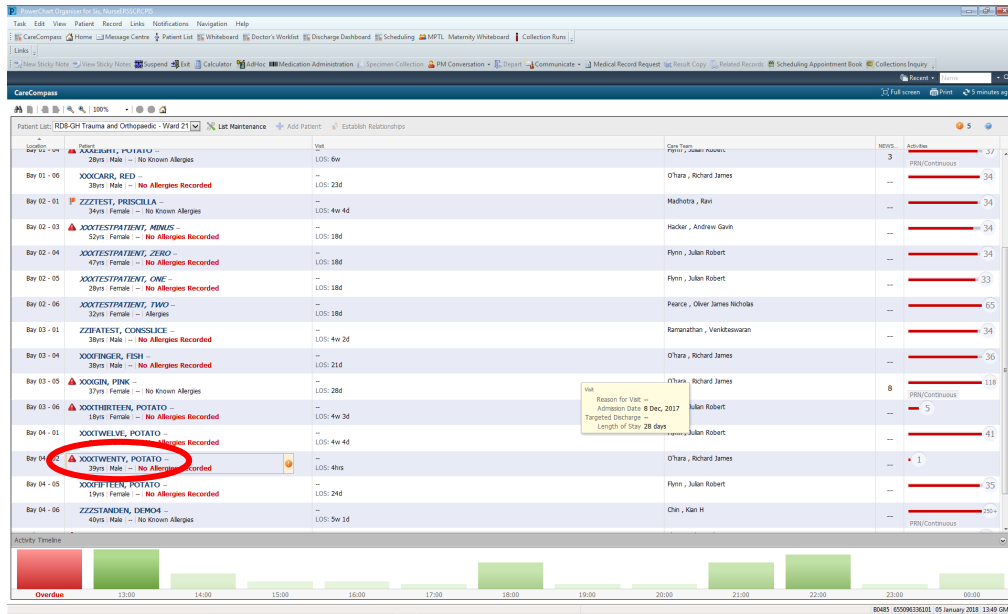 PowerChart Organiser for Six, NurseERSSCRCRIS
Task Edit View Patient Record Links Notifications Navigation Help
CareCompass Home Message Centre Patient List Whiteboard Doctor's Worklist Discharge Dashboard Scheduling MPTL Maternity Whiteboard Collection Runs
Links
New Sticky Note View Sticky Notes Suspend Exit Calculator AdHoc Medication Administration Specimen Collection PM Conversation Depart Communicate Medical Record Request Result Copy Related Records Scheduling Appointment Book Collections Inquiry
Recent Name
CareCompass Full screen Print 5 minutes ag
100%
Patient List: RD8-GH Trauma and Orthopaedic - Ward 21 List Maintenance Add Patient Establish Relationships 5
Location Patient Visit Care Team NEWS... Activities
Bay 02 - 04 XXXEIGHT, POTATO -- -- Flynn , Julian Robert 3 37
28yrs | Male | -- | No Known Allergies LOS: 6w PRN/Continuous
Bay 01 - 06 XXXCARR, RED -- -- O'hara , Richard James -- 34
38yrs | Male | -- | No Allergies Recorded LOS: 23d
Bay 02 - 01 ZZZTEST, PRISCILLA -- -- Madhotra , Ravi -- 34
34yrs | Female | -- | No Known Allergies LOS: 4w 4d
Bay 02 - 03 XXXTESTPATIENT, MINUS -- -- Hacker , Andrew Gavin -- 34
52yrs | Female | -- | No Allergies Recorded LOS: 18d
Bay 02 - 04 XXXTESTPATIENT, ZERO -- -- Flynn , Julian Robert -- 34
47yrs | Female | -- | No Allergies Recorded LOS: 18d
Bay 02 - 05 XXXTESTPATIENT, ONE -- -- Flynn , Julian Robert -- 33
28yrs | Female | -- | No Allergies Recorded LOS: 18d
Bay 02 - 06 XXXTESTPATIENT, TWO -- -- Pearce , Oliver James Nicholas -- 65
32yrs | Female | -- | Allergies LOS: 18d
Bay 03 - 01 ZZIFATEST, CONSSLICE -- -- Ramanathan , Venkiteswaran -- 34
38yrs | Male | -- | No Allergies Recorded LOS: 4w 2d
Bay 03 - 04 XXXFINGER, FISH -- -- O'hara , Richard James -- 36
38yrs | Male | -- | No Allergies Recorded LOS: 21d
Bay 03 - 05 XXXGIN, PINK -- -- O'hara , Richard James 8 118
37yrs | Female | -- | No Known Allergies LOS: 28d PRN/Continuous
Visit
Reason for Visit --
Admission Date 8 Dec, 2017
Targeted Discharge --
Length of Stay 28 days
Bay 03 - 06 XXXTHIRTEEN, POTATO -- -- Julian Robert -- 5
18yrs | Male | -- | No Allergies Recorded LOS: 4w 3d
Bay 04 - 01 XXXTWELVE, POTATO -- -- Julian Robert -- 41
No Allergies Recorded LOS: 4w 4d
02 XXXTWENTY, POTATO -- -- O'hara , Richard James -- 1
39yrs | Male | -- | No Allergies Recorded LOS: 4hrs
Bay 04 - 05 XXXFIFTEEN, POTATO -- -- Flynn , Julian Robert -- 35
19yrs | Female | -- | No Allergies Recorded LOS: 24d
Bay 04 - 06 ZZZSTANDEN, DEMO4 -- -- Chin , Kian H -- 250+
40yrs | Male | -- | No Known Allergies LOS: 5w 1d PRN/Continuous
Activity Timeline
Overdue 13:00 14:00 15:00 16:00 17:00 18:00 19:00 20:00 21:00 22:00 23:00 00:00
B0485 655096336101 05 January 2018 13:49 GM